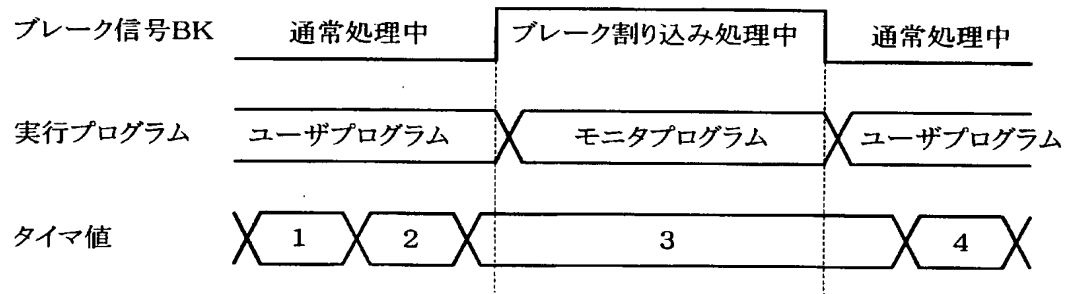 ブレーク信号BK 通常処理中 ブレーク割り込み処理中 通常処理中
実行プログラム ユーザプログラム モニタプログラム ユーザプログラム
タイマ値 1 2 3 4